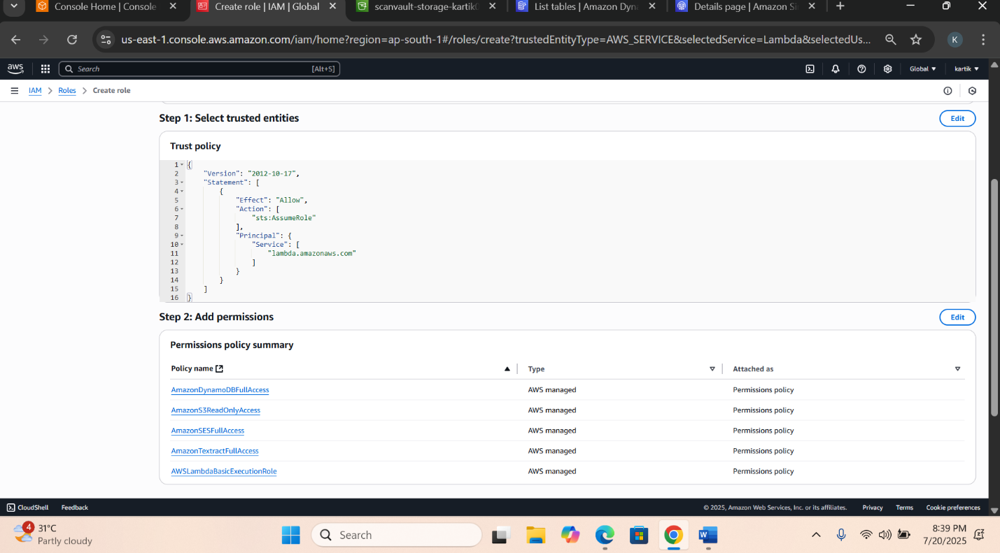 Console Home | Console
Create role | IAM | Global
scanvault-storage-kartik
List tables | Amazon Dyn
Details page | Amazon Si
us-east-1.console.aws.amazon.com/iam/home?region=ap-south-1#/roles/create?trustedEntityType=AWS_SERVICE&selectedService=Lambda&selectedUs...
K
aws
Search
[Alt+S]
Global
kartik
IAM > Roles > Create role
Step 1: Select trusted entities
Edit
Trust policy
1 {
2 "Version": "2012-10-17",
3 "Statement": [
4 {
5 "Effect": "Allow",
6 "Action": [
7 "sts:AssumeRole"
8 ],
9 "Principal": {
10 "Service": [
11 "lambda.amazonaws.com"
12 ]
13 }
14 }
15 ]
16 }
Step 2: Add permissions
Edit
Permissions policy summary
Policy name Type Attached as
AmazonDynamoDBFullAccess AWS managed Permissions policy
AmazonS3ReadOnlyAccess AWS managed Permissions policy
AmazonSESFullAccess AWS managed Permissions policy
AmazonTextractFullAccess AWS managed Permissions policy
AWSLambdaBasicExecutionRole AWS managed Permissions policy
CloudShell Feedback © 2025, Amazon Web Services, Inc. or its affiliates. Privacy Terms Cookie preferences
4
31°C
Partly cloudy
Search
W
8:39 PM
7/20/2025